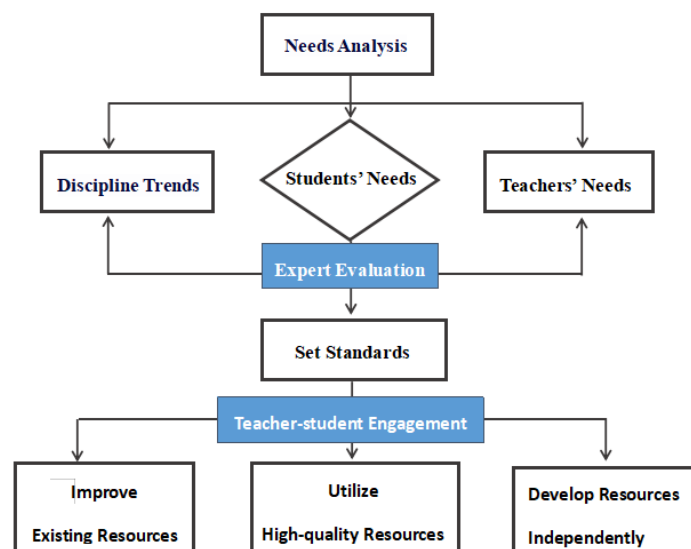 Needs Analysis
Discipline Trends
Students’ Needs
Teachers’ Needs
Expert Evaluation
Set Standards
Teacher-student Engagement
Improve
Existing Resources
Utilize
High-quality Resources
Develop Resources
Independently